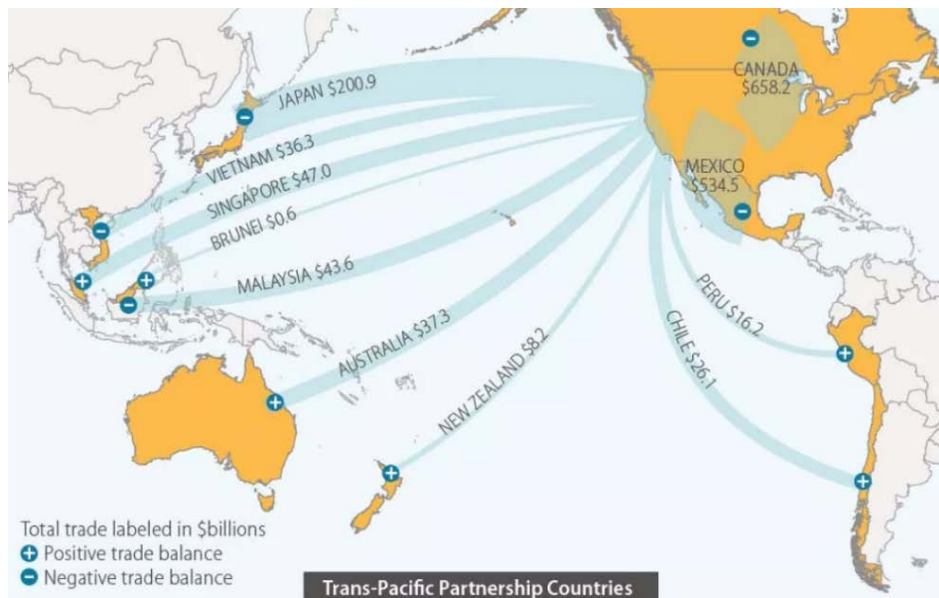 JAPAN $200.9
VIETNAM $36.3
SINGAPORE $47.0
BRUNEI $0.6
MALAYSIA $43.6
AUSTRALIA $37.3
NEW ZEALAND $8.2
CANADA
$658.2
MEXICO
$534.5
PERU $16.2
CHILE $26.1
Total trade labeled in $billions
+ Positive trade balance
− Negative trade balance
Trans-Pacific Partnership Countries